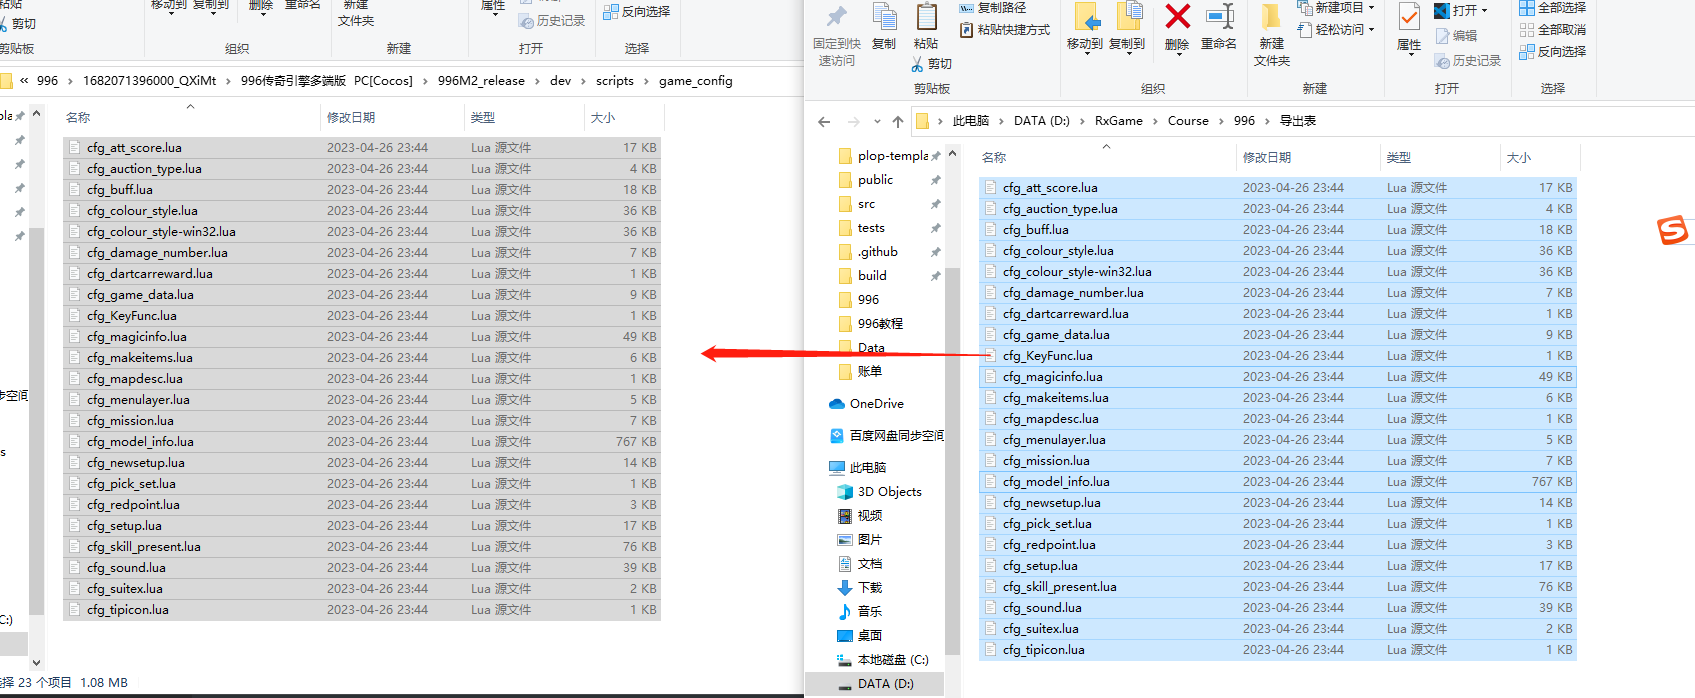 粘贴
剪切
剪贴板
移动到 复制到
删除 重命名
组织
新建
文件夹
新建
属性
历史记录
打开
反向选择
选择
« 996 › 1682071396000_QXiMt › 996传奇引擎多端版 PC[Cocos] › 996M2_release › dev › scripts › game_config
名称 修改日期 类型 大小
cfg_att_score.lua 2023-04-26 23:44 Lua 源文件 17 KB
cfg_auction_type.lua 2023-04-26 23:44 Lua 源文件 4 KB
cfg_buff.lua 2023-04-26 23:44 Lua 源文件 18 KB
cfg_colour_style.lua 2023-04-26 23:44 Lua 源文件 36 KB
cfg_colour_style-win32.lua 2023-04-26 23:44 Lua 源文件 36 KB
cfg_damage_number.lua 2023-04-26 23:44 Lua 源文件 7 KB
cfg_dartcarreward.lua 2023-04-26 23:44 Lua 源文件 1 KB
cfg_game_data.lua 2023-04-26 23:44 Lua 源文件 9 KB
cfg_KeyFunc.lua 2023-04-26 23:44 Lua 源文件 1 KB
cfg_magicinfo.lua 2023-04-26 23:44 Lua 源文件 49 KB
cfg_makeitems.lua 2023-04-26 23:44 Lua 源文件 6 KB
cfg_mapdesc.lua 2023-04-26 23:44 Lua 源文件 1 KB
cfg_menulayer.lua 2023-04-26 23:44 Lua 源文件 5 KB
cfg_mission.lua 2023-04-26 23:44 Lua 源文件 7 KB
cfg_model_info.lua 2023-04-26 23:44 Lua 源文件 767 KB
cfg_newsetup.lua 2023-04-26 23:44 Lua 源文件 14 KB
cfg_pick_set.lua 2023-04-26 23:44 Lua 源文件 1 KB
cfg_redpoint.lua 2023-04-26 23:44 Lua 源文件 3 KB
cfg_setup.lua 2023-04-26 23:44 Lua 源文件 17 KB
cfg_skill_present.lua 2023-04-26 23:44 Lua 源文件 76 KB
cfg_sound.lua 2023-04-26 23:44 Lua 源文件 39 KB
cfg_suitex.lua 2023-04-26 23:44 Lua 源文件 2 KB
cfg_tipicon.lua 2023-04-26 23:44 Lua 源文件 1 KB
步空间
s
C:)
选择 23 个项目 1.08 MB
固定到快
速访问
复制
粘贴
复制路径
粘贴快捷方式
剪切
剪贴板
移动到 复制到
删除 重命名
组织
新建
文件夹
新建项目
轻松访问
新建
属性
打开
编辑
历史记录
打开
全部选择
全部取消
反向选择
选择
此电脑 › DATA (D:) › RxGame › Course › 996 › 导出表
plop-templa
public
src
tests
.github
build
996
996教程
Data
账单
OneDrive
百度网盘同步空间
此电脑
3D Objects
视频
图片
文档
下载
音乐
桌面
本地磁盘 (C:)
DATA (D:)
名称 修改日期 类型 大小
cfg_att_score.lua 2023-04-26 23:44 Lua 源文件 17 KB
cfg_auction_type.lua 2023-04-26 23:44 Lua 源文件 4 KB
cfg_buff.lua 2023-04-26 23:44 Lua 源文件 18 KB
cfg_colour_style.lua 2023-04-26 23:44 Lua 源文件 36 KB
cfg_colour_style-win32.lua 2023-04-26 23:44 Lua 源文件 36 KB
cfg_damage_number.lua 2023-04-26 23:44 Lua 源文件 7 KB
cfg_dartcarreward.lua 2023-04-26 23:44 Lua 源文件 1 KB
cfg_game_data.lua 2023-04-26 23:44 Lua 源文件 9 KB
cfg_KeyFunc.lua 2023-04-26 23:44 Lua 源文件 1 KB
cfg_magicinfo.lua 2023-04-26 23:44 Lua 源文件 49 KB
cfg_makeitems.lua 2023-04-26 23:44 Lua 源文件 6 KB
cfg_mapdesc.lua 2023-04-26 23:44 Lua 源文件 1 KB
cfg_menulayer.lua 2023-04-26 23:44 Lua 源文件 5 KB
cfg_mission.lua 2023-04-26 23:44 Lua 源文件 7 KB
cfg_model_info.lua 2023-04-26 23:44 Lua 源文件 767 KB
cfg_newsetup.lua 2023-04-26 23:44 Lua 源文件 14 KB
cfg_pick_set.lua 2023-04-26 23:44 Lua 源文件 1 KB
cfg_redpoint.lua 2023-04-26 23:44 Lua 源文件 3 KB
cfg_setup.lua 2023-04-26 23:44 Lua 源文件 17 KB
cfg_skill_present.lua 2023-04-26 23:44 Lua 源文件 76 KB
cfg_sound.lua 2023-04-26 23:44 Lua 源文件 39 KB
cfg_suitex.lua 2023-04-26 23:44 Lua 源文件 2 KB
cfg_tipicon.lua 2023-04-26 23:44 Lua 源文件 1 KB